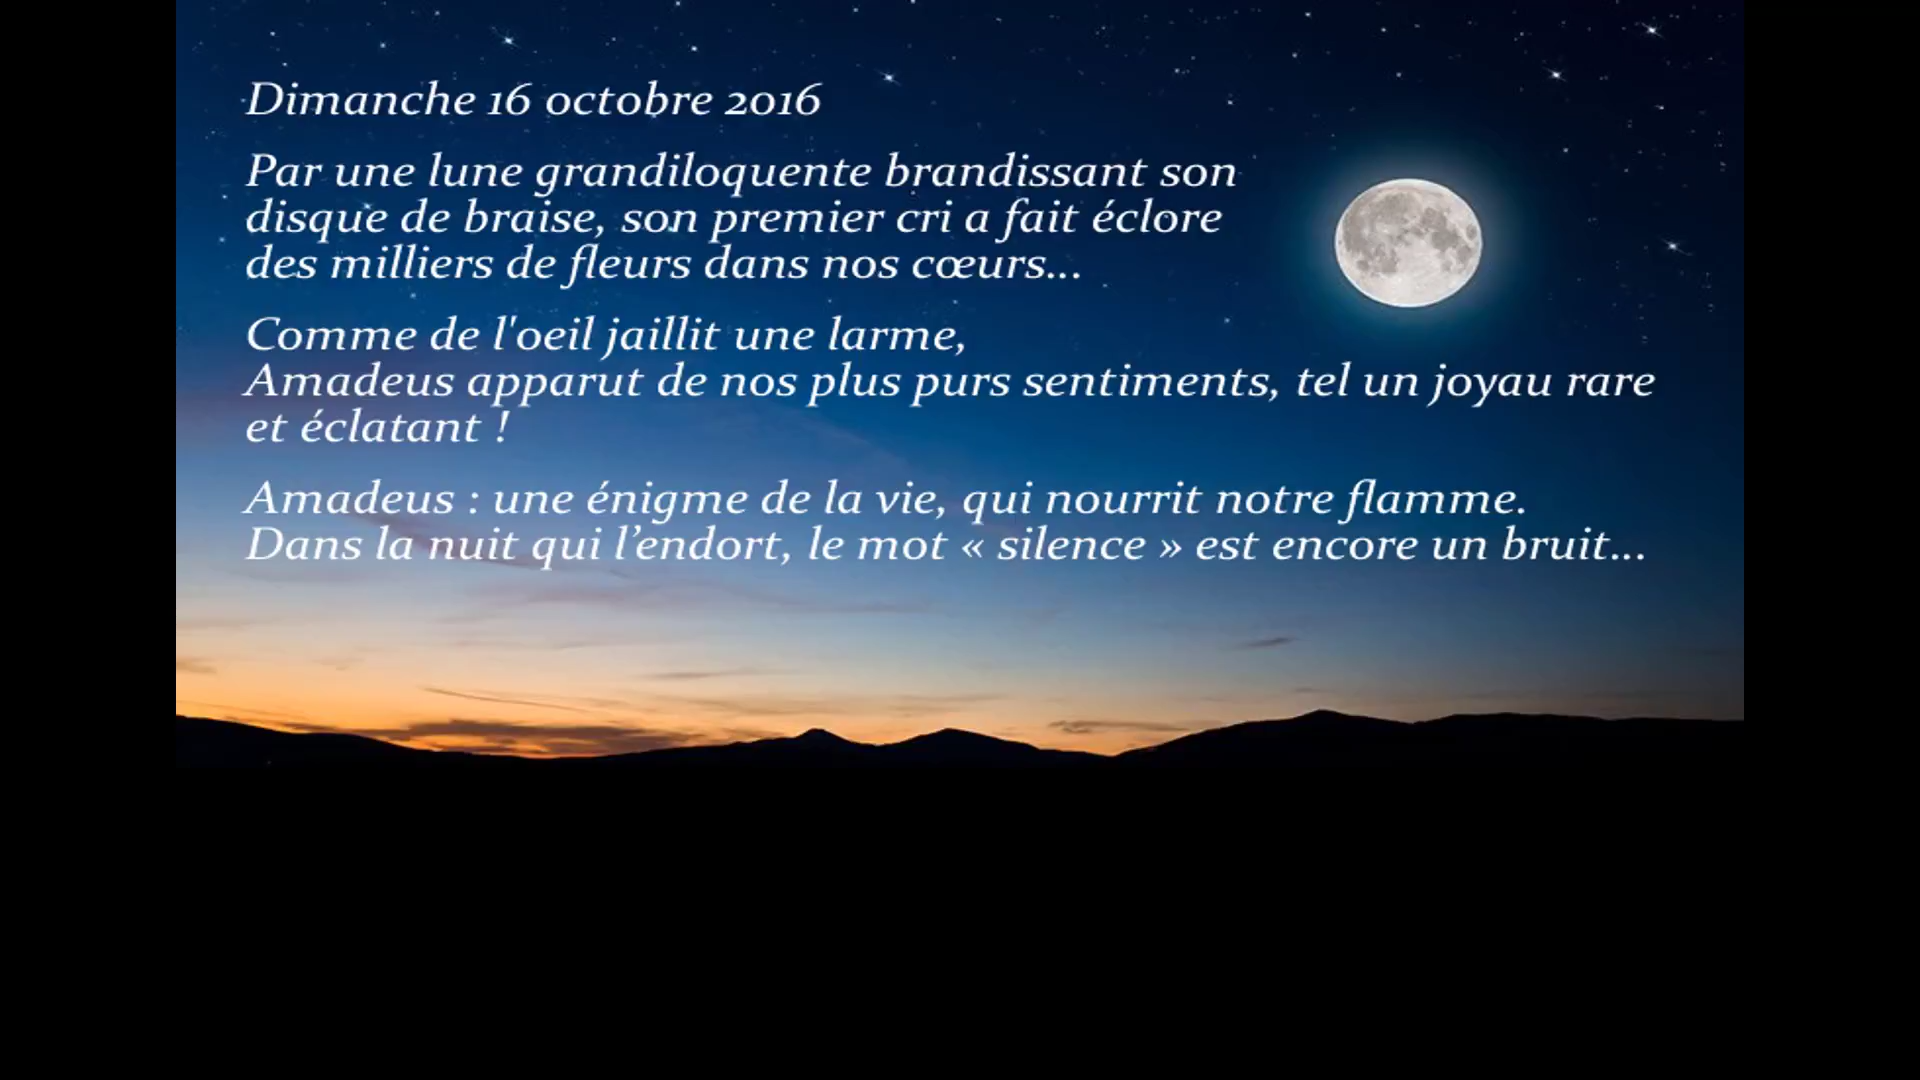 Dimanche 16 octobre 2016
Par une lune grandiloquente brandissant son
disque de braise, son premier cri a fait éclore
des milliers de fleurs dans nos cœurs...
Comme de l'oeil jaillit une larme,
Amadeus apparut de nos plus purs sentiments, tel un joyau rare
et éclatant !
Amadeus : une énigme de la vie, qui nourrit notre flamme.
Dans la nuit qui l’endort, le mot « silence » est encore un bruit...